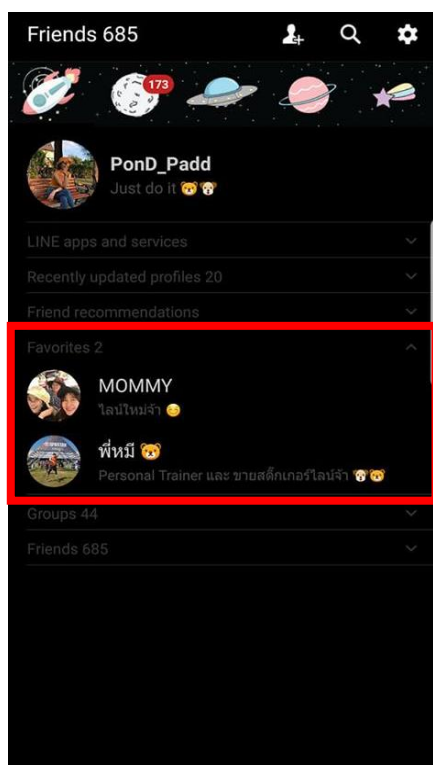 Friends 685
173
PonD_Padd
Just do it 🐻🐶
LINE apps and services
Recently updated profiles 20
Friend recommendations
Favorites 2
MOMMY
ไลน์ใหม่จ้า 😊
พี่หมี 🐻
Personal Trainer และ ขายสติ๊กเกอร์ไลน์จ้า 🐶🐻
Groups 44
Friends 685